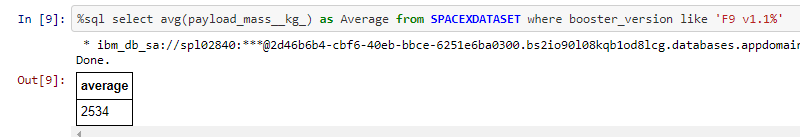 In [9]: %sql select avg(payload_mass__kg_) as Average from SPACEXDATASET where booster_version like 'F9 v1.1%'
* ibm_db_sa://spl02840:***@2d46b6b4-cbf6-40eb-bbce-6251e6ba0300.bs2io90l08kqb1od8lcg.databases.appdomain
Done.
Out[9]:
average
2534